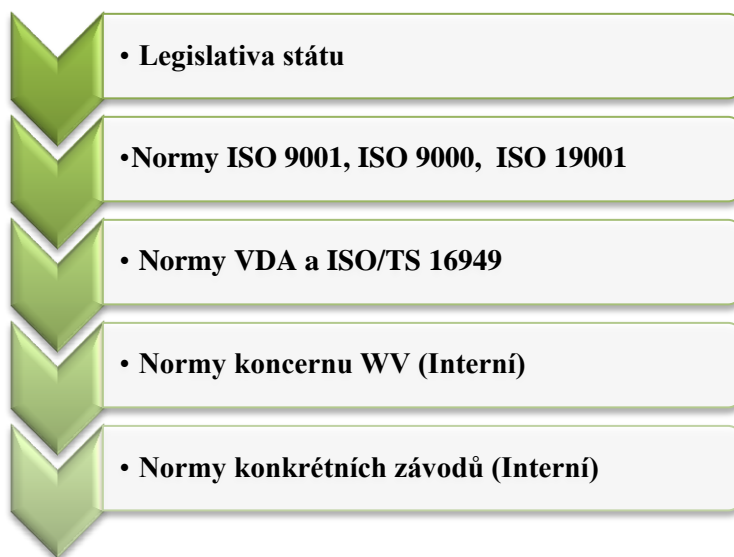 • Legislativa státu
•Normy ISO 9001, ISO 9000, ISO 19001
• Normy VDA a ISO/TS 16949
• Normy koncernu WV (Interní)
• Normy konkrétních závodů (Interní)